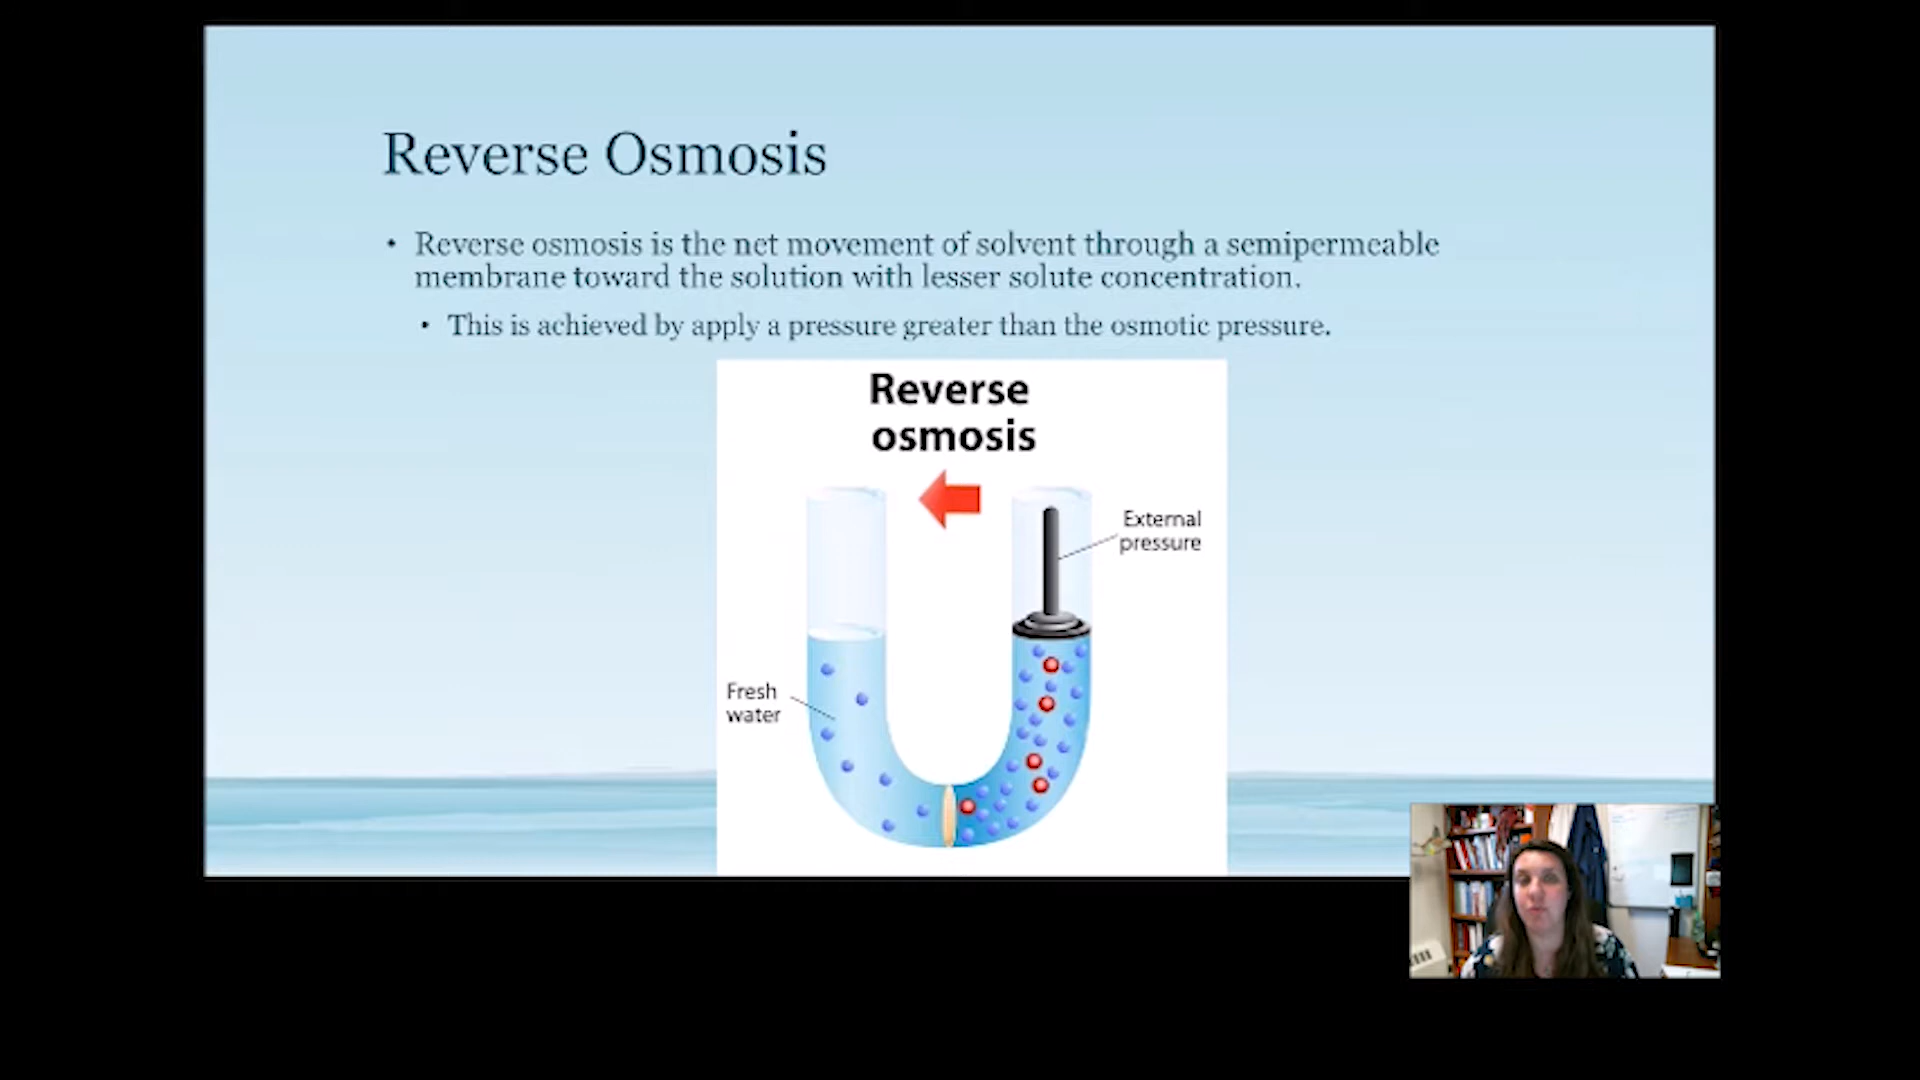 Reverse Osmosis
• Reverse osmosis is the net movement of solvent through a semipermeable
membrane toward the solution with lesser solute concentration.
• This is achieved by apply a pressure greater than the osmotic pressure.
Reverse
osmosis
External
pressure
Fresh
water